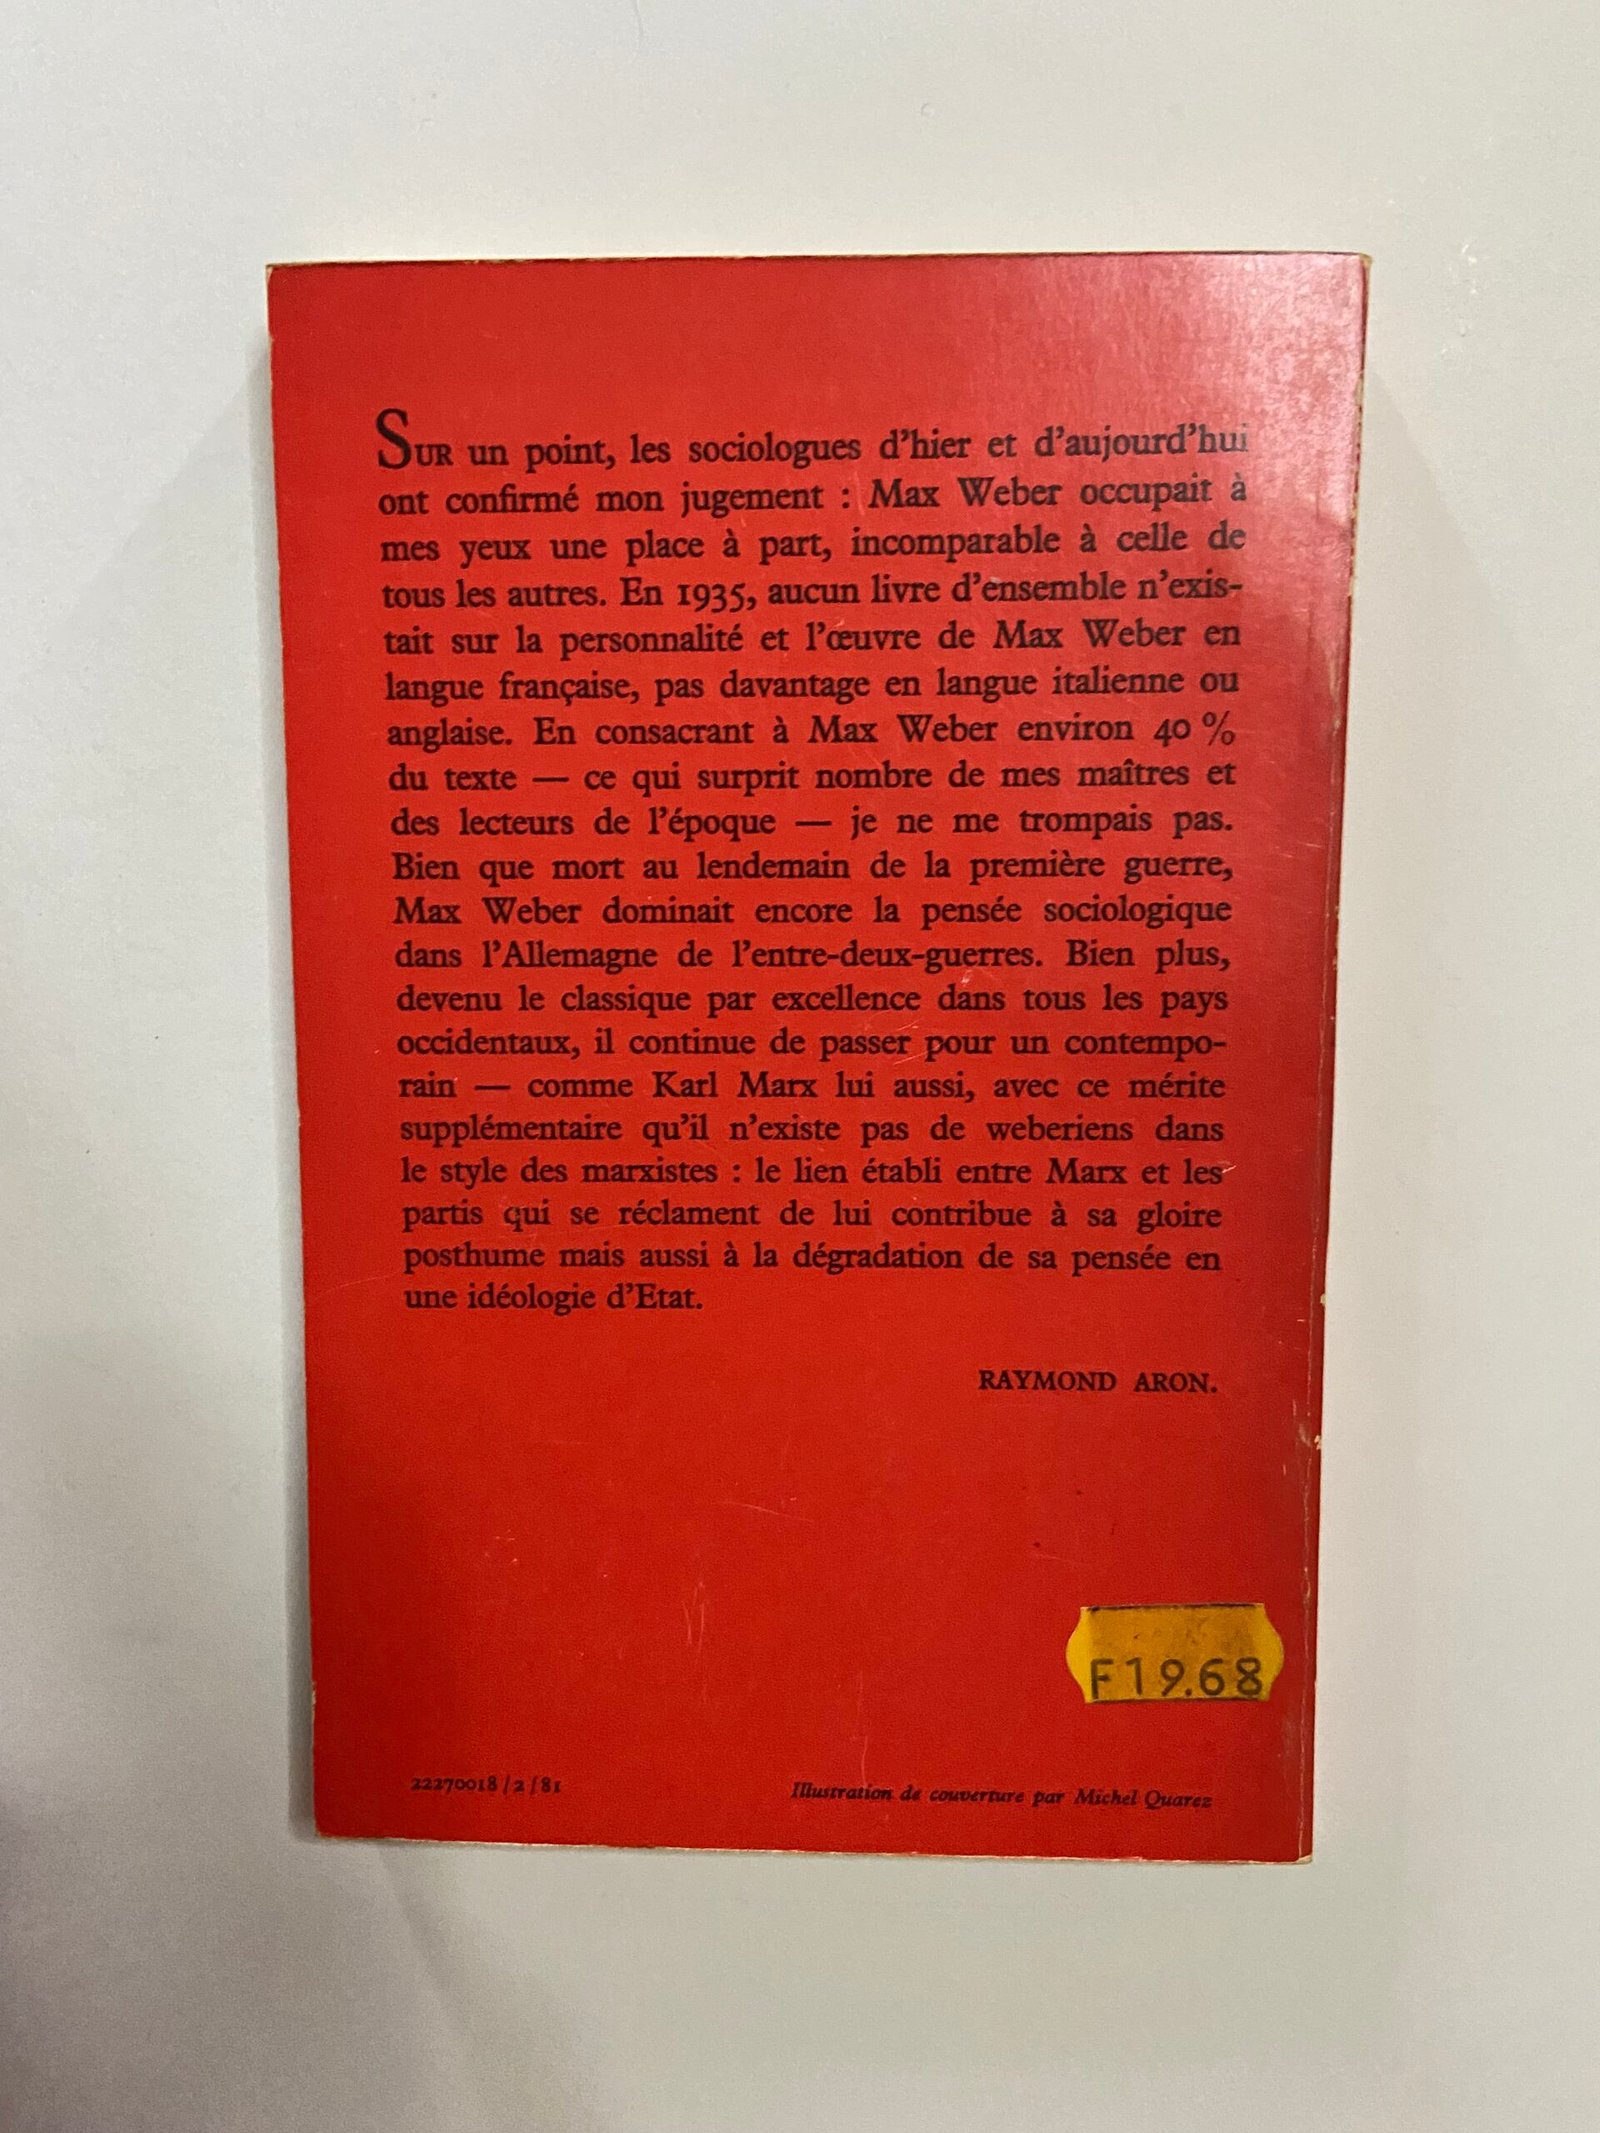 SUR un point, les sociologues d'hier et d'aujourd'hui
ont confirmé mon jugement : Max Weber occupait à
mes yeux une place à part, incomparable à celle de
tous les autres. En 1935, aucun livre d'ensemble n'exis-
tait sur la personnalité et l'œuvre de Max Weber en
langue française, pas davantage en langue italienne ou
anglaise. En consacrant à Max Weber environ 40 %
du texte — ce qui surprit nombre de mes maîtres et
des lecteurs de l'époque — je ne me trompais pas.
Bien que mort au lendemain de la première guerre,
Max Weber dominait encore la pensée sociologique
dans l'Allemagne de l'entre-deux-guerres. Bien plus,
devenu le classique par excellence dans tous les pays
occidentaux, il continue de passer pour un contempo-
rain — comme Karl Marx lui aussi, avec ce mérite
supplémentaire qu'il n'existe pas de weberiens dans
le style des marxistes : le lien établi entre Marx et les
partis qui se réclament de lui contribue à sa gloire
posthume mais aussi à la dégradation de sa pensée en
une idéologie d'Etat.
RAYMOND ARON.
F19.68
22270018/2/81
Illustration de couverture par Michel Quarez